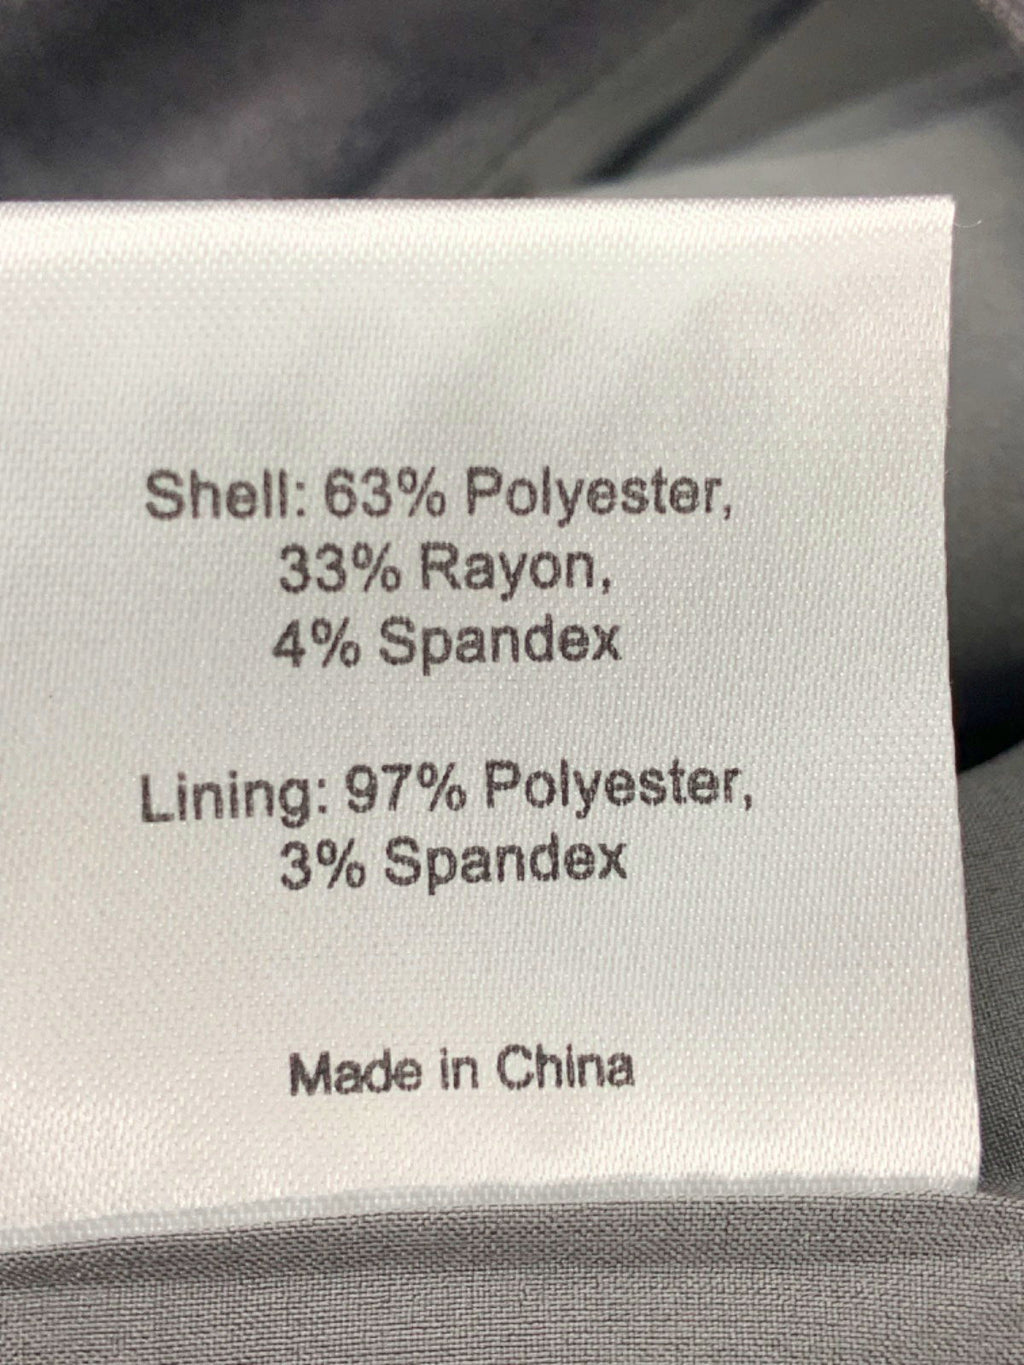 Shell: 63% Polyester,
33% Rayon,
4% Spandex
Lining: 97% Polyester,
3% Spandex
Made in China